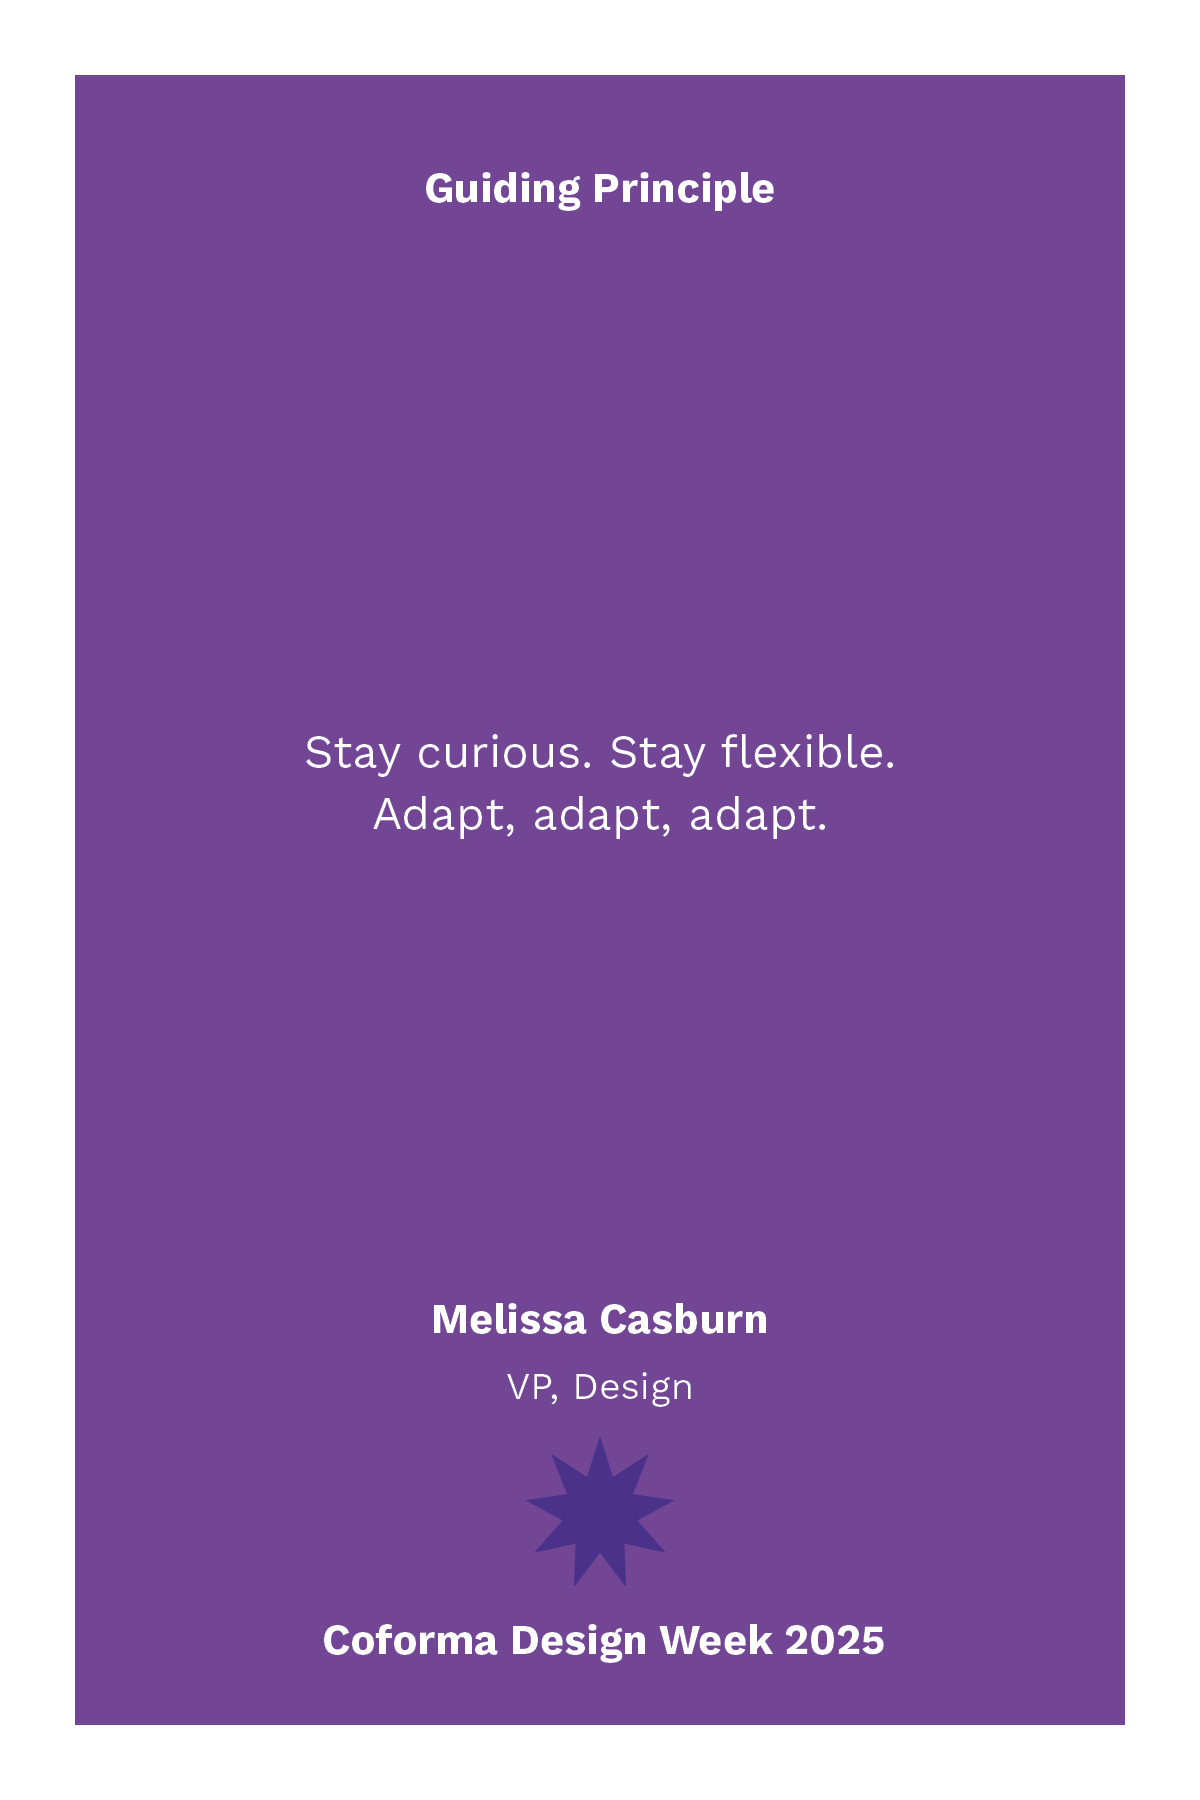 Guiding Principle
Stay curious. Stay flexible.
Adapt, adapt, adapt.
Melissa Casburn
VP, Design
Coforma Design Week 2025